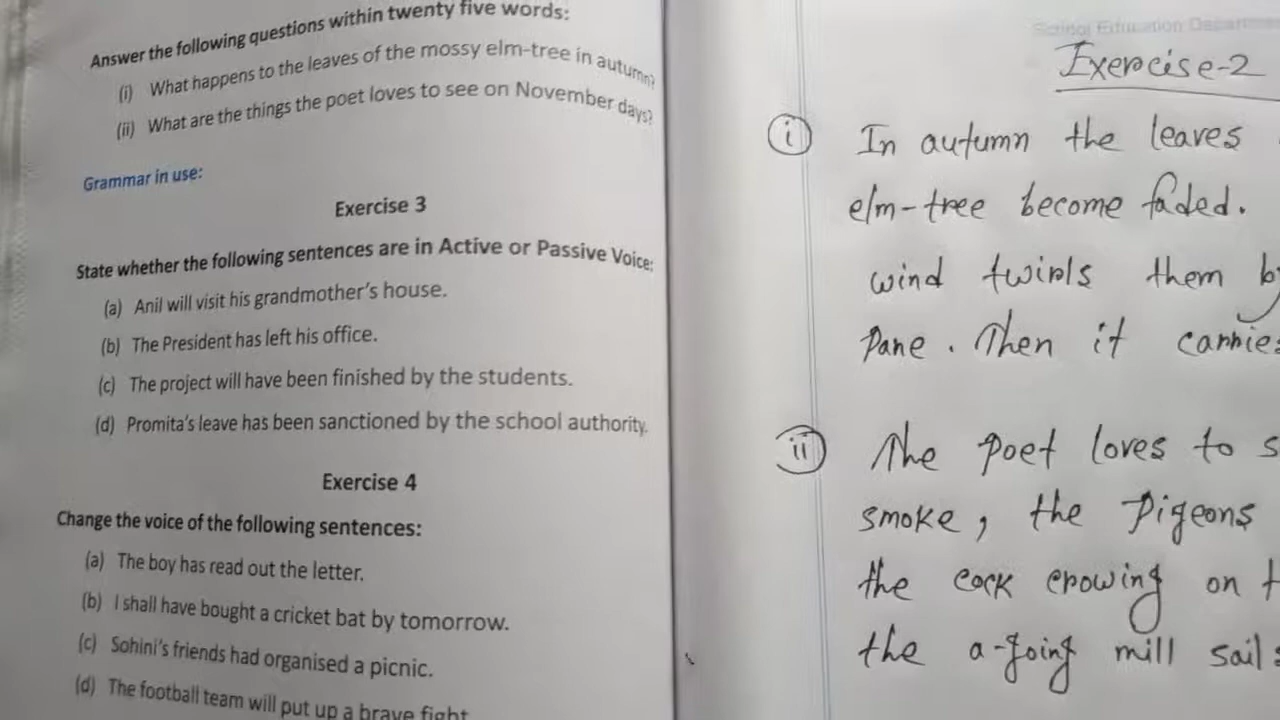 Answer the following questions within twenty five words:
(i) What happens to the leaves of the mossy elm-tree in autumn?
(ii) What are the things the poet loves to see on November days?
Grammar in use:
Exercise 3
State whether the following sentences are in Active or Passive Voice:
(a) Anil will visit his grandmother's house.
(b) The President has left his office.
(c) The project will have been finished by the students.
(d) Promita's leave has been sanctioned by the school authority.
Exercise 4
Change the voice of the following sentences:
(a) The boy has read out the letter.
(b) I shall have bought a cricket bat by tomorrow.
(c) Sohini's friends had organised a picnic.
(d) The football team will put up a brave fight
School Education Departme
Exercise-2
i In autumn the leaves
elm-tree become faded.
wind twirls them by
pane. Then it carries
ii The poet loves to s
smoke, the pigeons
the cock crowing on t
the a-going mill sails